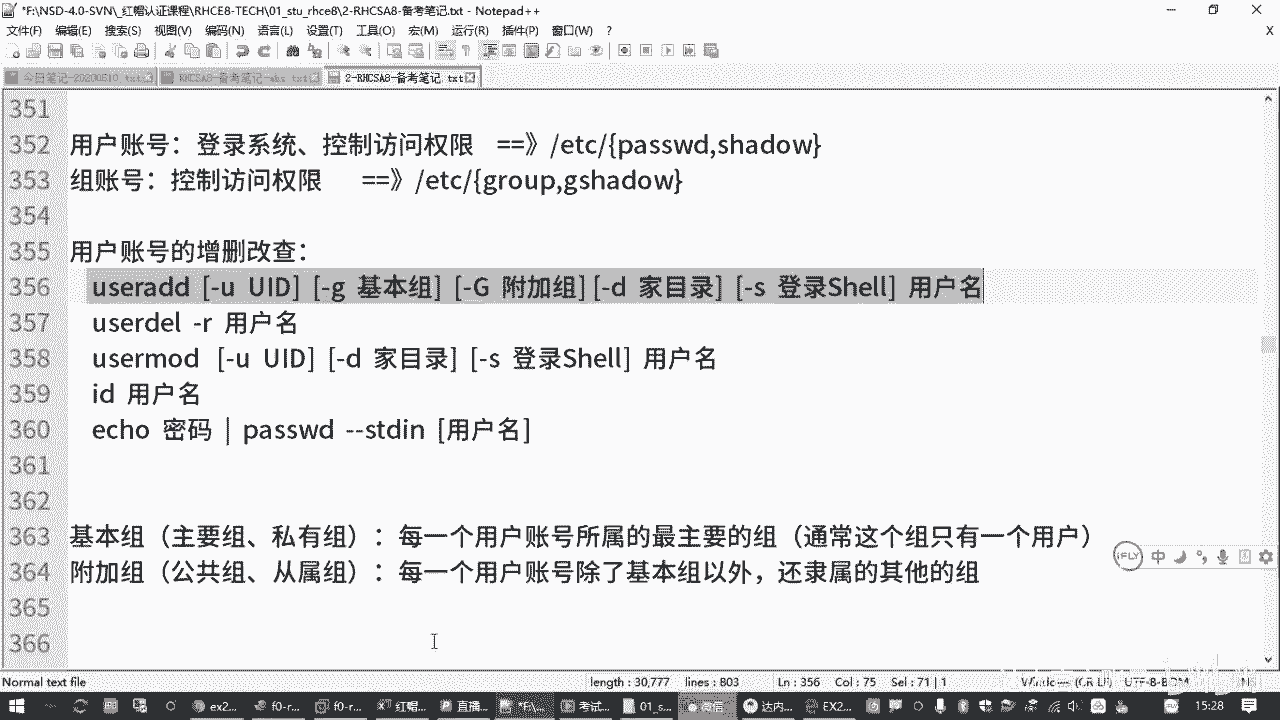 *F:\NSD-4.0-SVN\_红帽认证课程\RHCE8-TECH\01_stu_rhce8\2-RHCSA8-备考笔记.txt - Notepad++
文件(F) 编辑(E) 搜索(S) 视图(V) 编码(N) 语言(L) 设置(T) 工具(O) 宏(M) 运行(R) 插件(P) 窗口(W) ? X
2-RHCSA8-备考笔记.txt
351
352 用户账号：登录系统、控制访问权限 ==》/etc/{passwd,shadow}
353 组账号：控制访问权限 ==》/etc/{group,gshadow}
354
355 用户账号的增删改查：
356 useradd [-u UID] [-g 基本组] [-G 附加组][-d 家目录] [-s 登录Shell] 用户名
357 userdel -r 用户名
358 usermod [-u UID] [-d 家目录] [-s 登录Shell] 用户名
359 id 用户名
360 echo 密码 | passwd --stdin [用户名]
361
362
363 基本组（主要组、私有组）：每一个用户账号所属的最主要的组（通常这个组只有一个用户）
364 附加组（公共组、从属组）：每一个用户账号除了基本组以外，还隶属的其他的组
iFLY 中
365
366
Normal text file length : 30,777 lines : 803 Ln : 356 Col : 75 Sel : 71 | 1 Windows (CR LF) UTF-8-BOM
ex2... f0-r... f0-r... 红帽... 直播... *F:\... 考试... 01_s... 微信 达内... EX2... 15:28